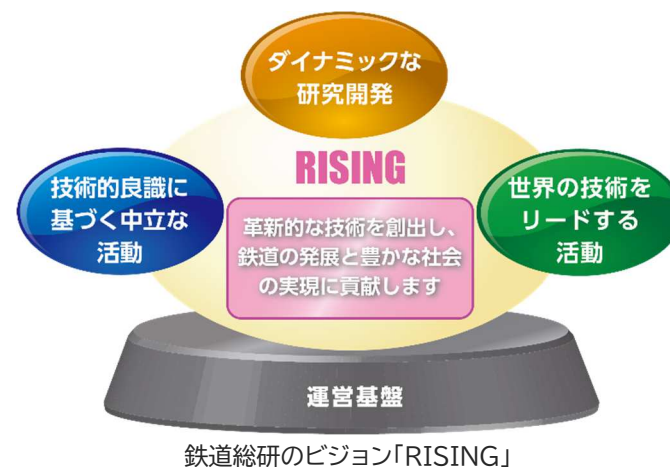 ダイナミックな
研究開発
RISING
技術的良識に
基づく中立な
活動
革新的な技術を創出し、
鉄道の発展と豊かな社会
の実現に貢献します
世界の技術を
リードする
活動
運営基盤
鉄道総研のビジョン「RISING」